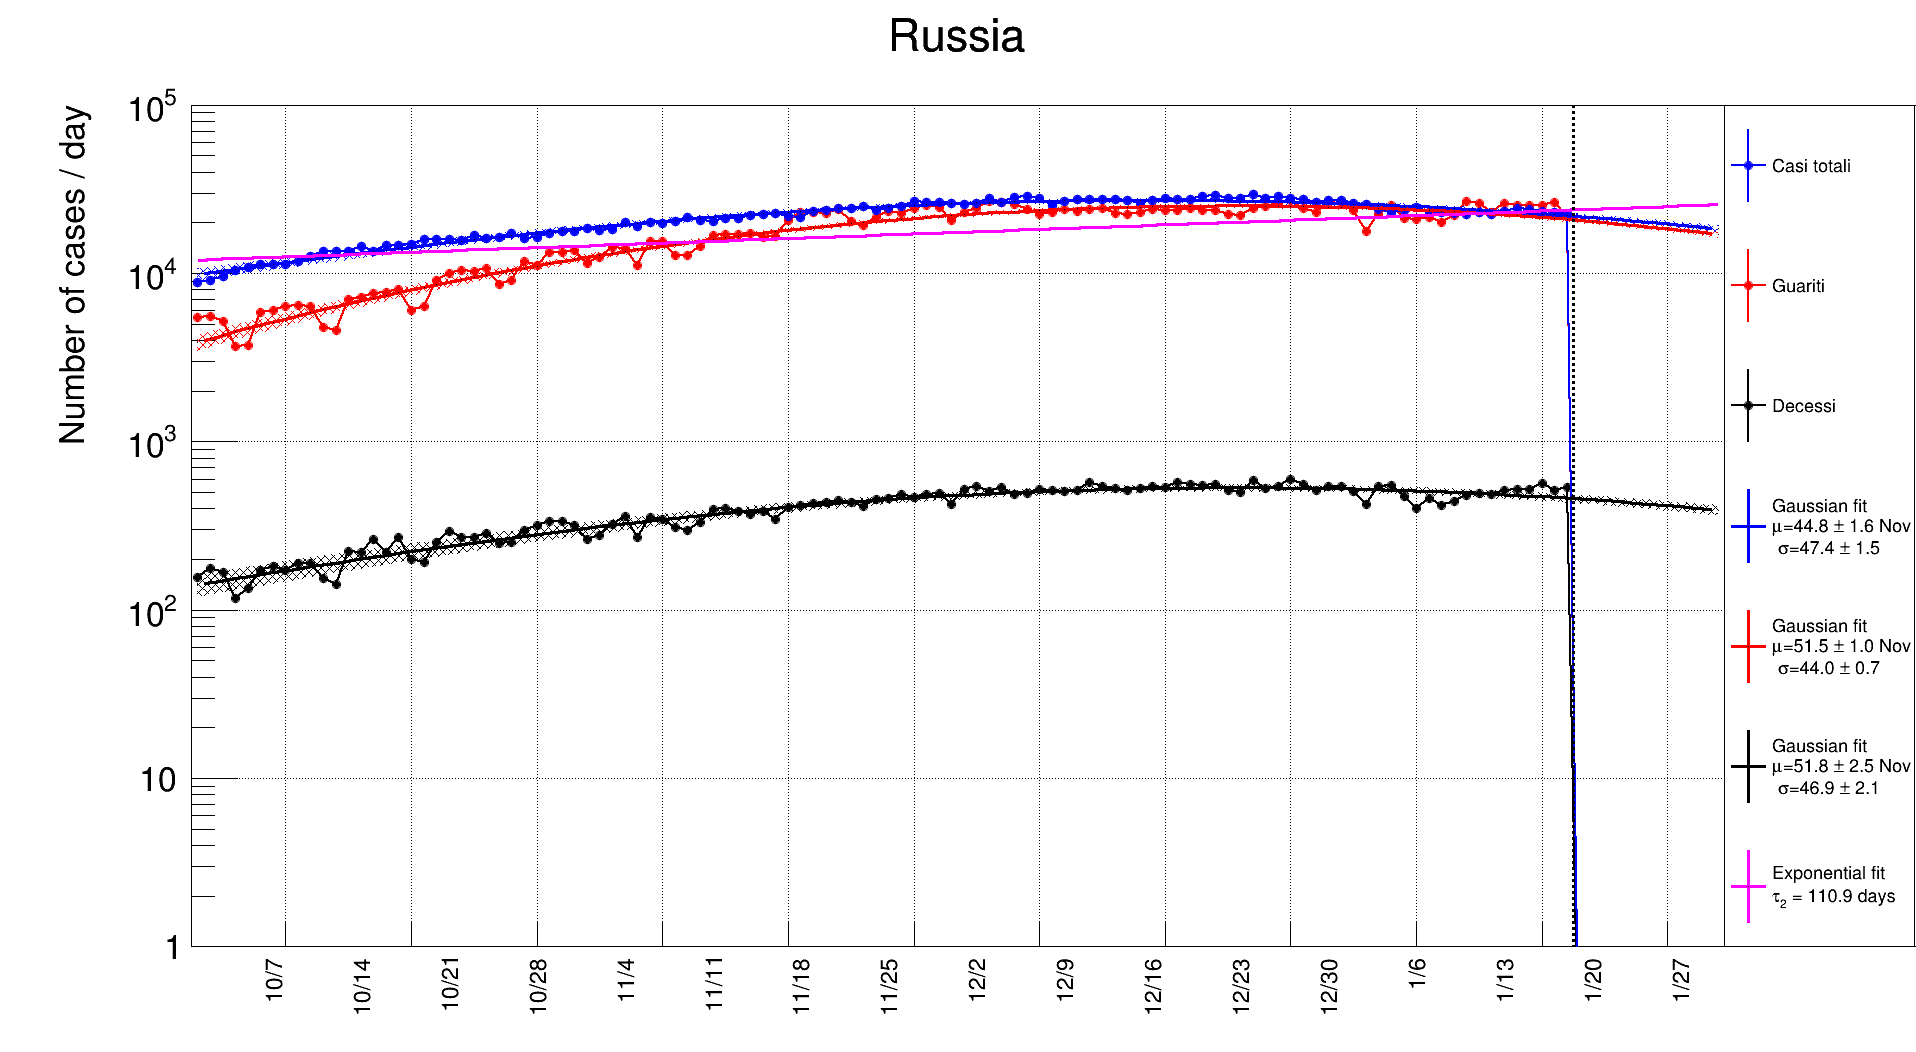 Russia
Number of cases / day
10⁵
10⁴
10³
10²
10
1
10/7
10/14
10/21
10/28
11/4
11/11
11/18
11/25
12/2
12/9
12/16
12/23
12/30
1/6
1/13
1/20
1/27
Casi totali
Guariti
Decessi
Gaussian fit
μ=44.8 ± 1.6 Nov
σ=47.4 ± 1.5
Gaussian fit
μ=51.5 ± 1.0 Nov
σ=44.0 ± 0.7
Gaussian fit
μ=51.8 ± 2.5 Nov
σ=46.9 ± 2.1
Exponential fit
τ₂ = 110.9 days